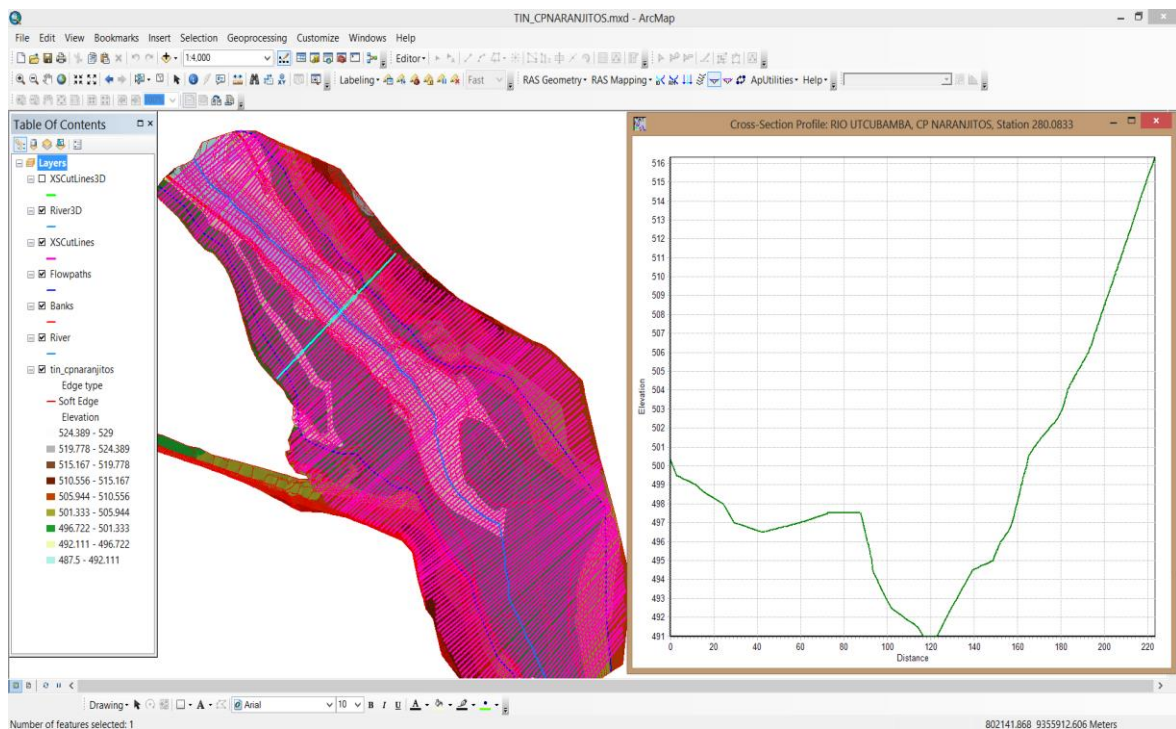 TIN_CPNARANJITOS.mxd - ArcMap
File Edit View Bookmarks Insert Selection Geoprocessing Customize Windows Help
1:4,000 Editor
Labeling Fast RAS Geometry RAS Mapping ApUtilities Help
Table Of Contents
Layers
XSCutLines3D
River3D
XSCutLines
Flowpaths
Banks
River
tin_cpnaranjitos
Edge type
Soft Edge
Elevation
524.389 - 529
519.778 - 524.389
515.167 - 519.778
510.556 - 515.167
505.944 - 510.556
501.333 - 505.944
496.722 - 501.333
492.111 - 496.722
487.5 - 492.111
Cross-Section Profile: RIO UTCUBAMBA, CP NARANJITOS, Station 280.0833
516
515
514
513
512
511
510
509
508
507
506
505
504
503
502
501
500
499
498
497
496
495
494
493
492
491
Elevation
0 20 40 60 80 100 120 140 160 180 200 220
Distance
Drawing A Arial 10 B I U A
Number of features selected: 1
802141.868 9355912.606 Meters